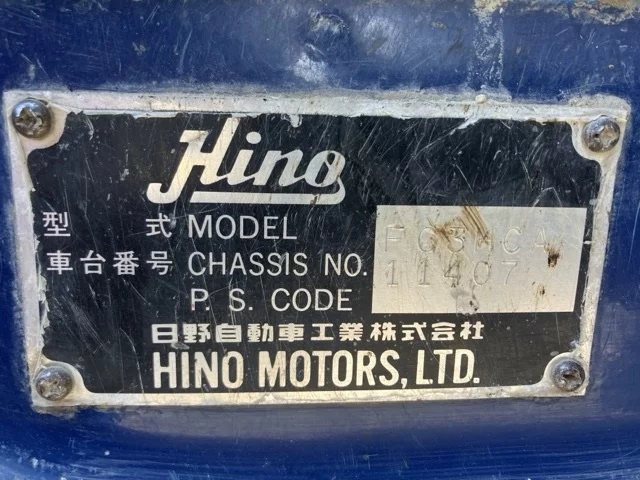 Hino
型 式 MODEL FC3HCA
車台番号 CHASSIS NO. 11407
P. S. CODE
日野自動車工業株式会社
HINO MOTORS, LTD.